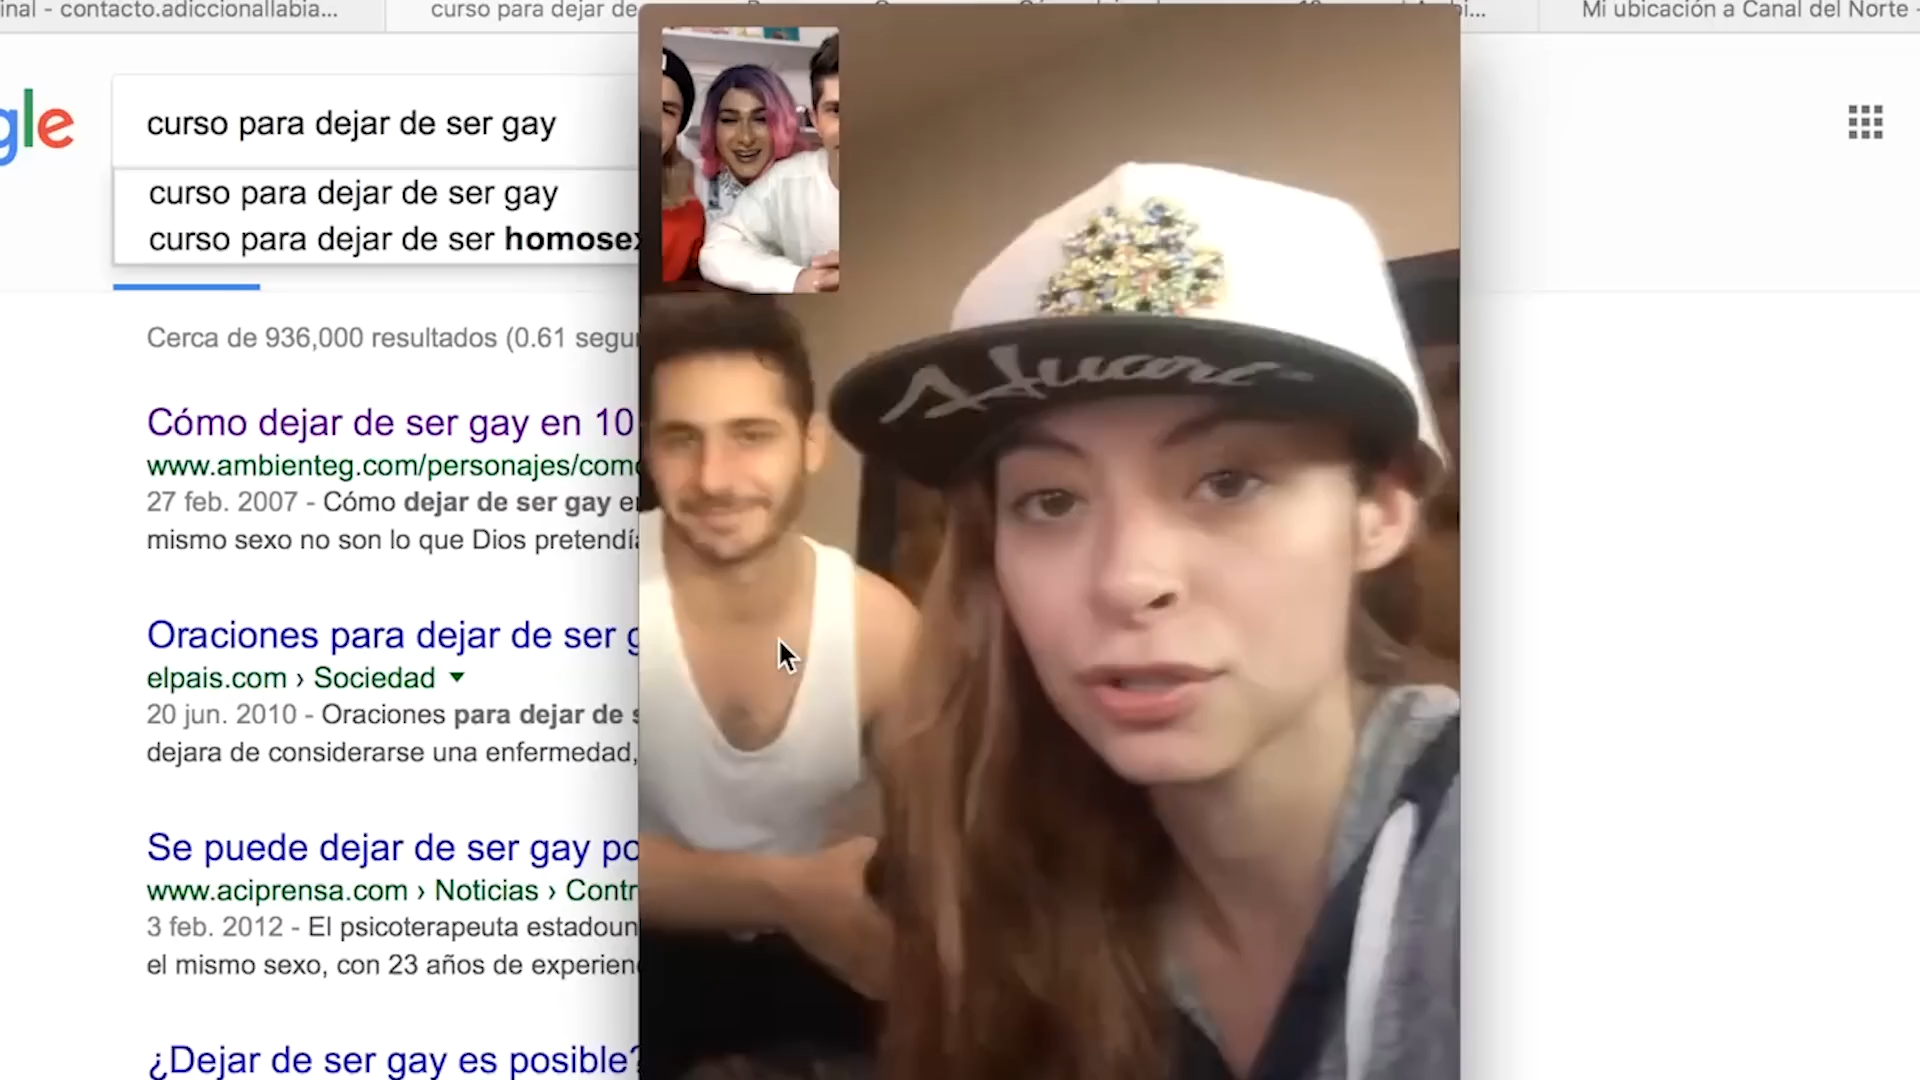 inal - contacto.adiccionallabia...
curso para dejar de
Mi ubicación a Canal del Norte -
gle
curso para dejar de ser gay
curso para dejar de ser gay
curso para dejar de ser homosex
Cerca de 936,000 resultados (0.61 segu
Cómo dejar de ser gay en 10
www.ambienteg.com/personajes/como
27 feb. 2007 - Cómo dejar de ser gay en
mismo sexo no son lo que Dios pretendía
Oraciones para dejar de ser g
elpais.com › Sociedad
20 jun. 2010 - Oraciones para dejar de s
dejara de considerarse una enfermedad,
Se puede dejar de ser gay po
www.aciprensa.com › Noticias › Contr
3 feb. 2012 - El psicoterapeuta estadoun
el mismo sexo, con 23 años de experien
¿Dejar de ser gay es posible?